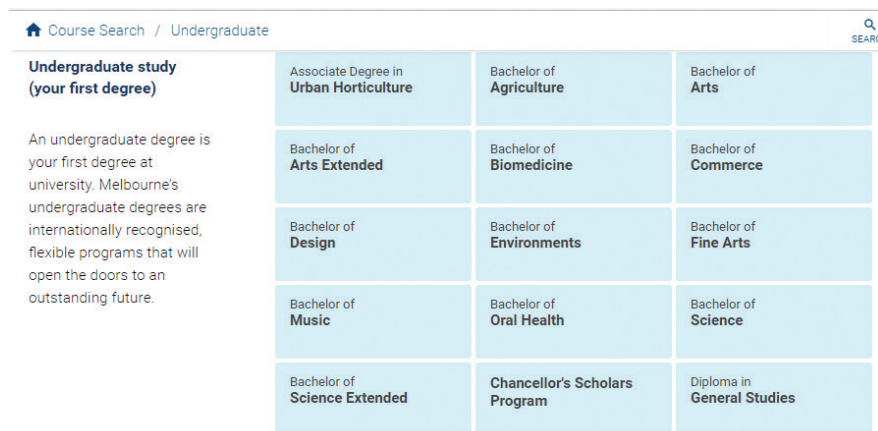 Course Search / Undergraduate
Undergraduate study
(your first degree)
An undergraduate degree is
your first degree at
university. Melbourne's
undergraduate degrees are
internationally recognised,
flexible programs that will
open the doors to an
outstanding future.
Associate Degree in
Urban Horticulture
Bachelor of
Agriculture
Bachelor of
Arts
Bachelor of
Arts Extended
Bachelor of
Biomedicine
Bachelor of
Commerce
Bachelor of
Design
Bachelor of
Environments
Bachelor of
Fine Arts
Bachelor of
Music
Bachelor of
Oral Health
Bachelor of
Science
Bachelor of
Science Extended
Chancellor's Scholars
Program
Diploma in
General Studies